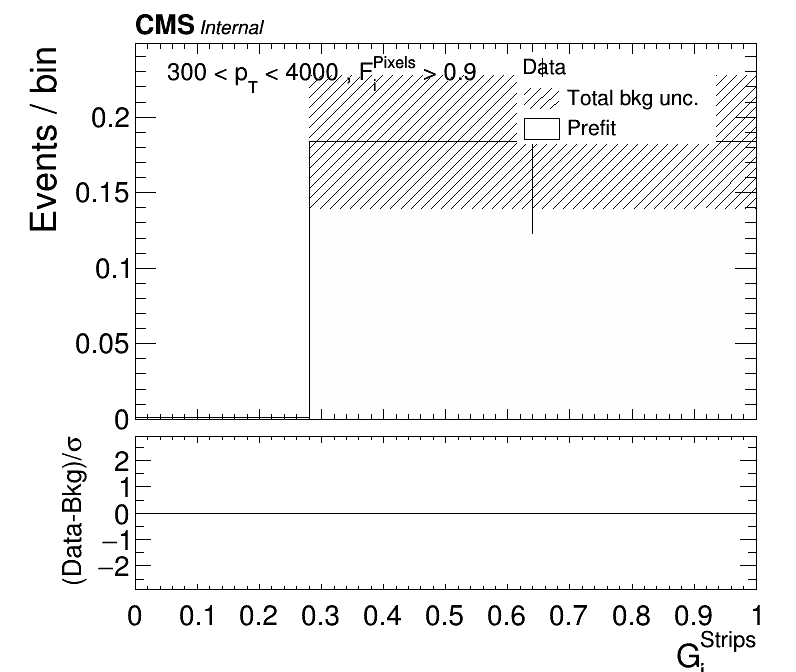 CMS Internal
300 < p_T < 4000 , F_i^Pixels > 0.9
Data
Total bkg unc.
Prefit
Events / bin
0.2
0.15
0.1
0.05
0
(Data-Bkg)/σ
2
1
0
−1
−2
0 0.1 0.2 0.3 0.4 0.5 0.6 0.7 0.8 0.9 1
G_i^Strips